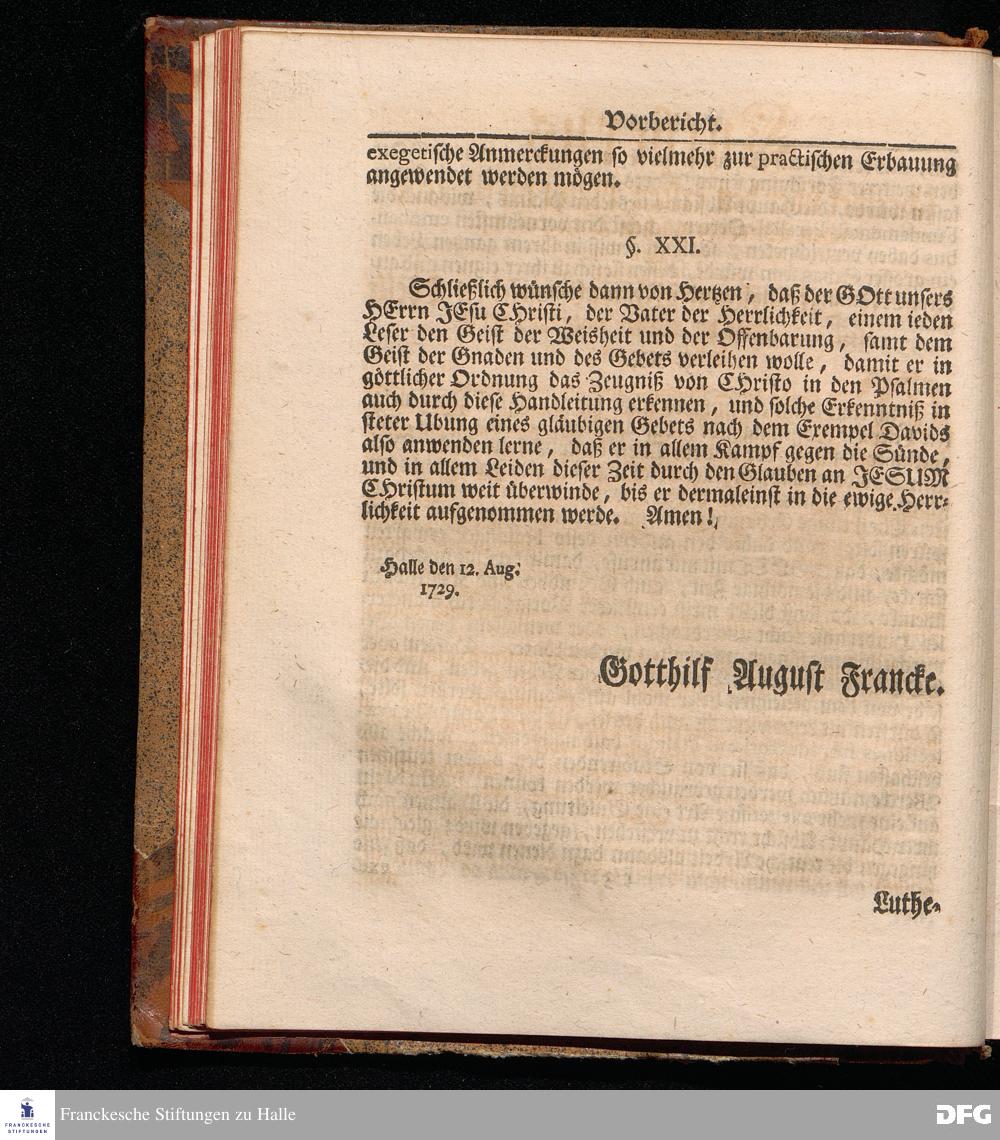 Vorbericht.
exegetische Anmerckungen so vielmehr zur practischen Erbauung
angewendet werden mögen.
§. XXI.
Schließlich wünsche dann von Hertzen, daß der GOtt unsers
HErrn JEsu CHristi, der Vater der Herrlichkeit, einem ieden
Leser den Geist der Weisheit und der Offenbarung, samt dem
Geist der Gnaden und des Gebets verleihen wolle, damit er in
göttlicher Ordnung das Zeugniß von CHristo in den Psalmen
auch durch diese Handleitung erkennen, und solche Erkenntniß in
steter Ubung eines gläubigen Gebets nach dem Exempel Davids
also anwenden lerne, daß er in allem Kampf gegen die Sünde,
und in allem Leiden dieser Zeit durch den Glauben an JESUM
CHristum weit überwinde, bis er dermaleinst in die ewige Herr-
lichkeit aufgenommen werde. Amen!
Halle den 12. Aug.
1729.
Gotthilf August Francke.
Luthe-
FRANCKESCHE
STIFTUNGEN
Franckesche Stiftungen zu Halle
DFG